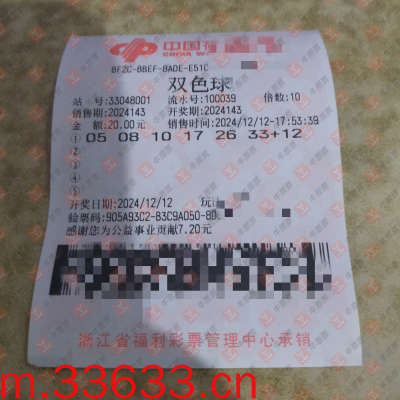 中国福
CHINA W
8F2C-8BEF-8ADE-E51C
双色球
站 号:33048001 流水号:100039 倍数:10
销售期:2024143 开奖期:2024143
金 额:20.00元 销售时间:2024/12/12-17:53:39
① 05 08 10 17 26 33+12
②
③
④
⑤
开奖日期:2024/12/12
验票码:905A93C2-B3C9A050-8D
感谢您为公益事业贡献7.20元
浙江省福利彩票管理中心承销
m.33633.cn